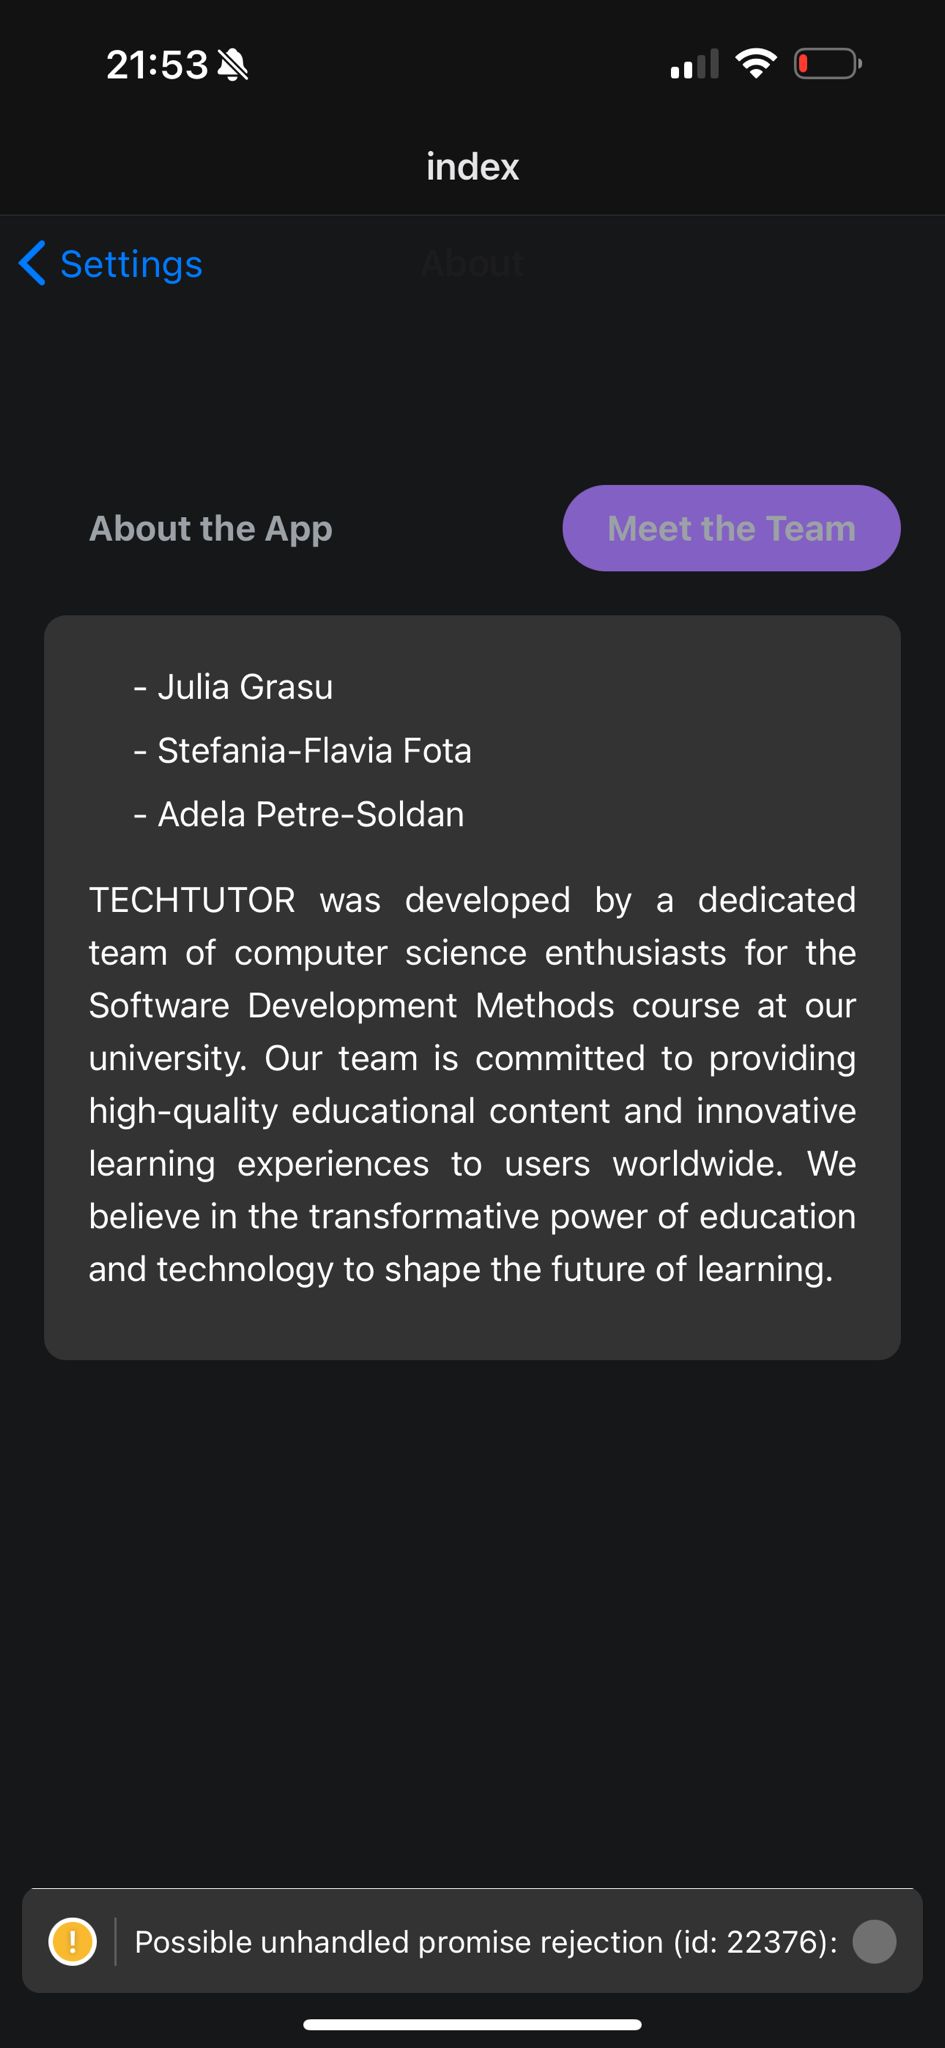 21:53
index
Settings
About
About the App
Meet the Team
- Julia Grasu
- Stefania-Flavia Fota
- Adela Petre-Soldan
TECHTUTOR was developed by a dedicated
team of computer science enthusiasts for the
Software Development Methods course at our
university. Our team is committed to providing
high-quality educational content and innovative
learning experiences to users worldwide. We
believe in the transformative power of education
and technology to shape the future of learning.
! Possible unhandled promise rejection (id: 22376):